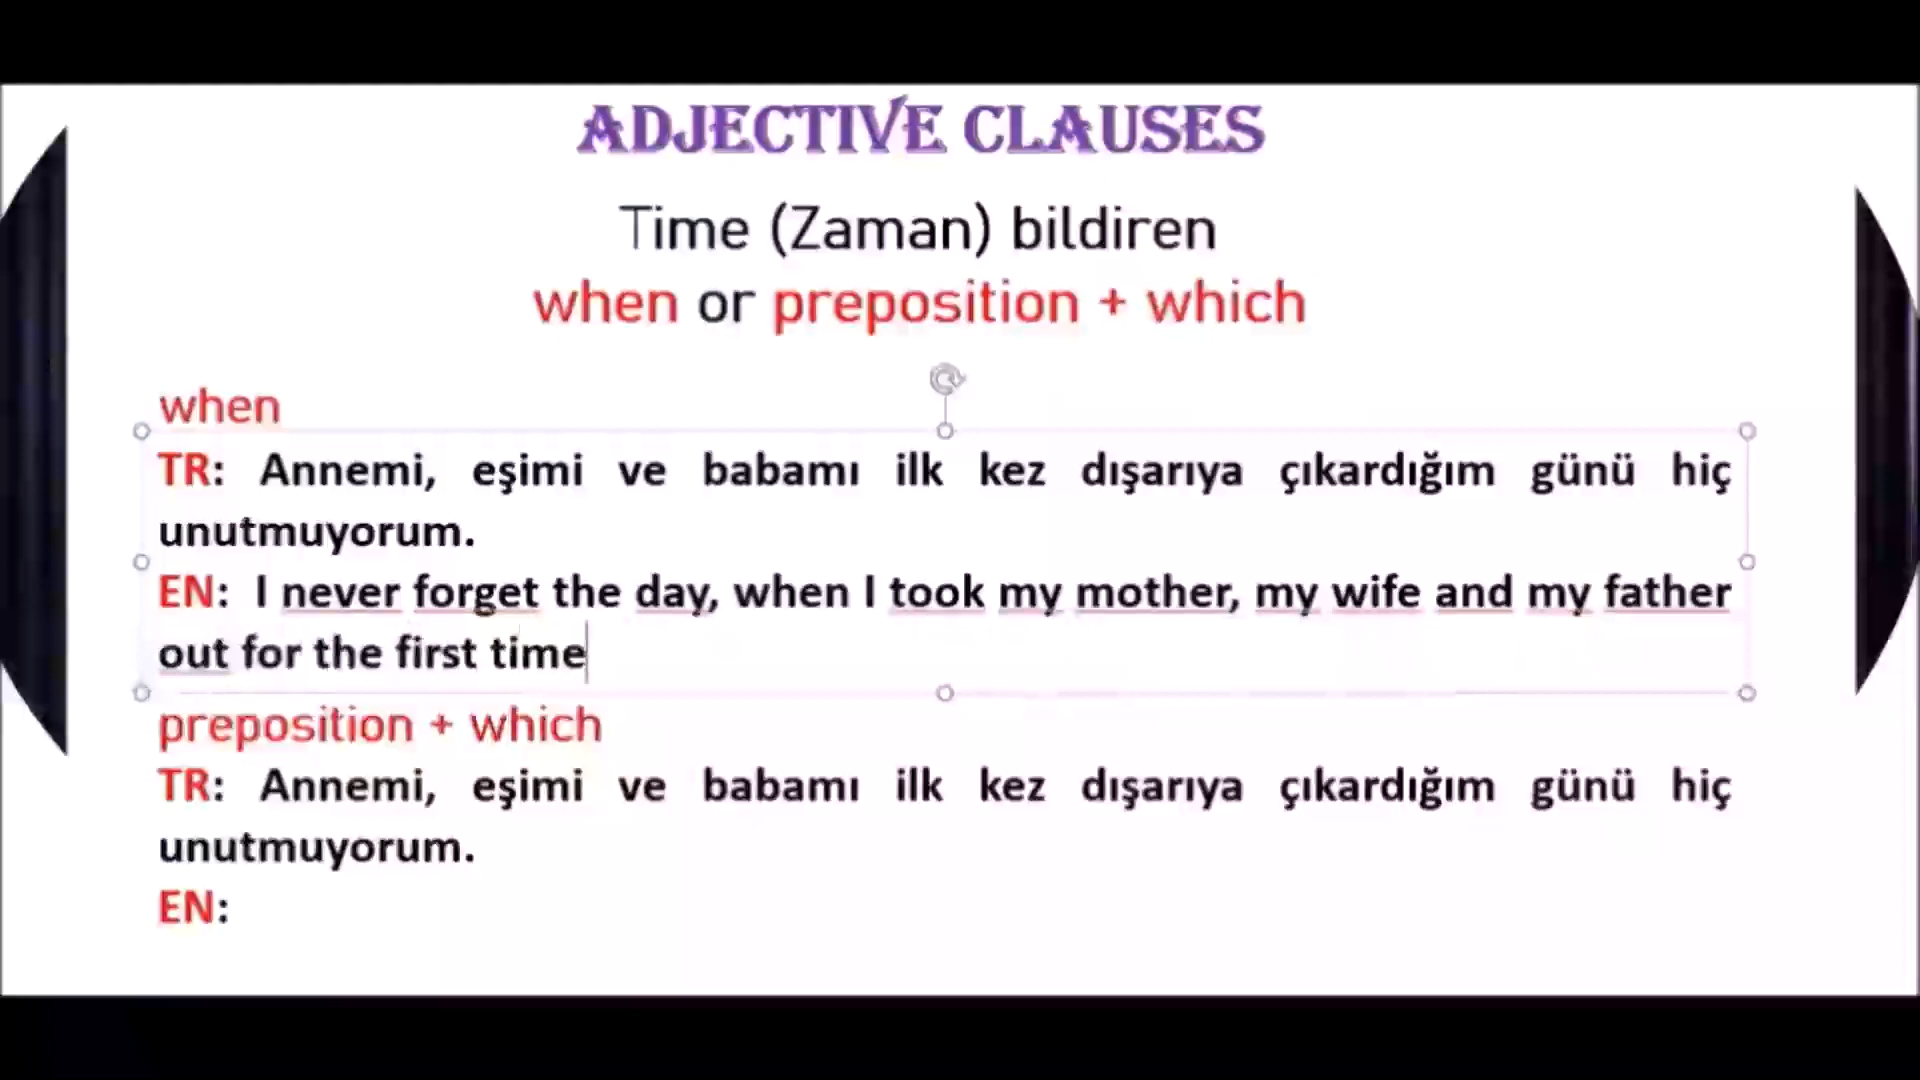 ADJECTIVE CLAUSES
Time (Zaman) bildiren
when or preposition + which
when
TR: Annemi, eşimi ve babamı ilk kez dışarıya çıkardığım günü hiç
unutmuyorum.
EN: I never forget the day, when I took my mother, my wife and my father
out for the first time
preposition + which
TR: Annemi, eşimi ve babamı ilk kez dışarıya çıkardığım günü hiç
unutmuyorum.
EN: